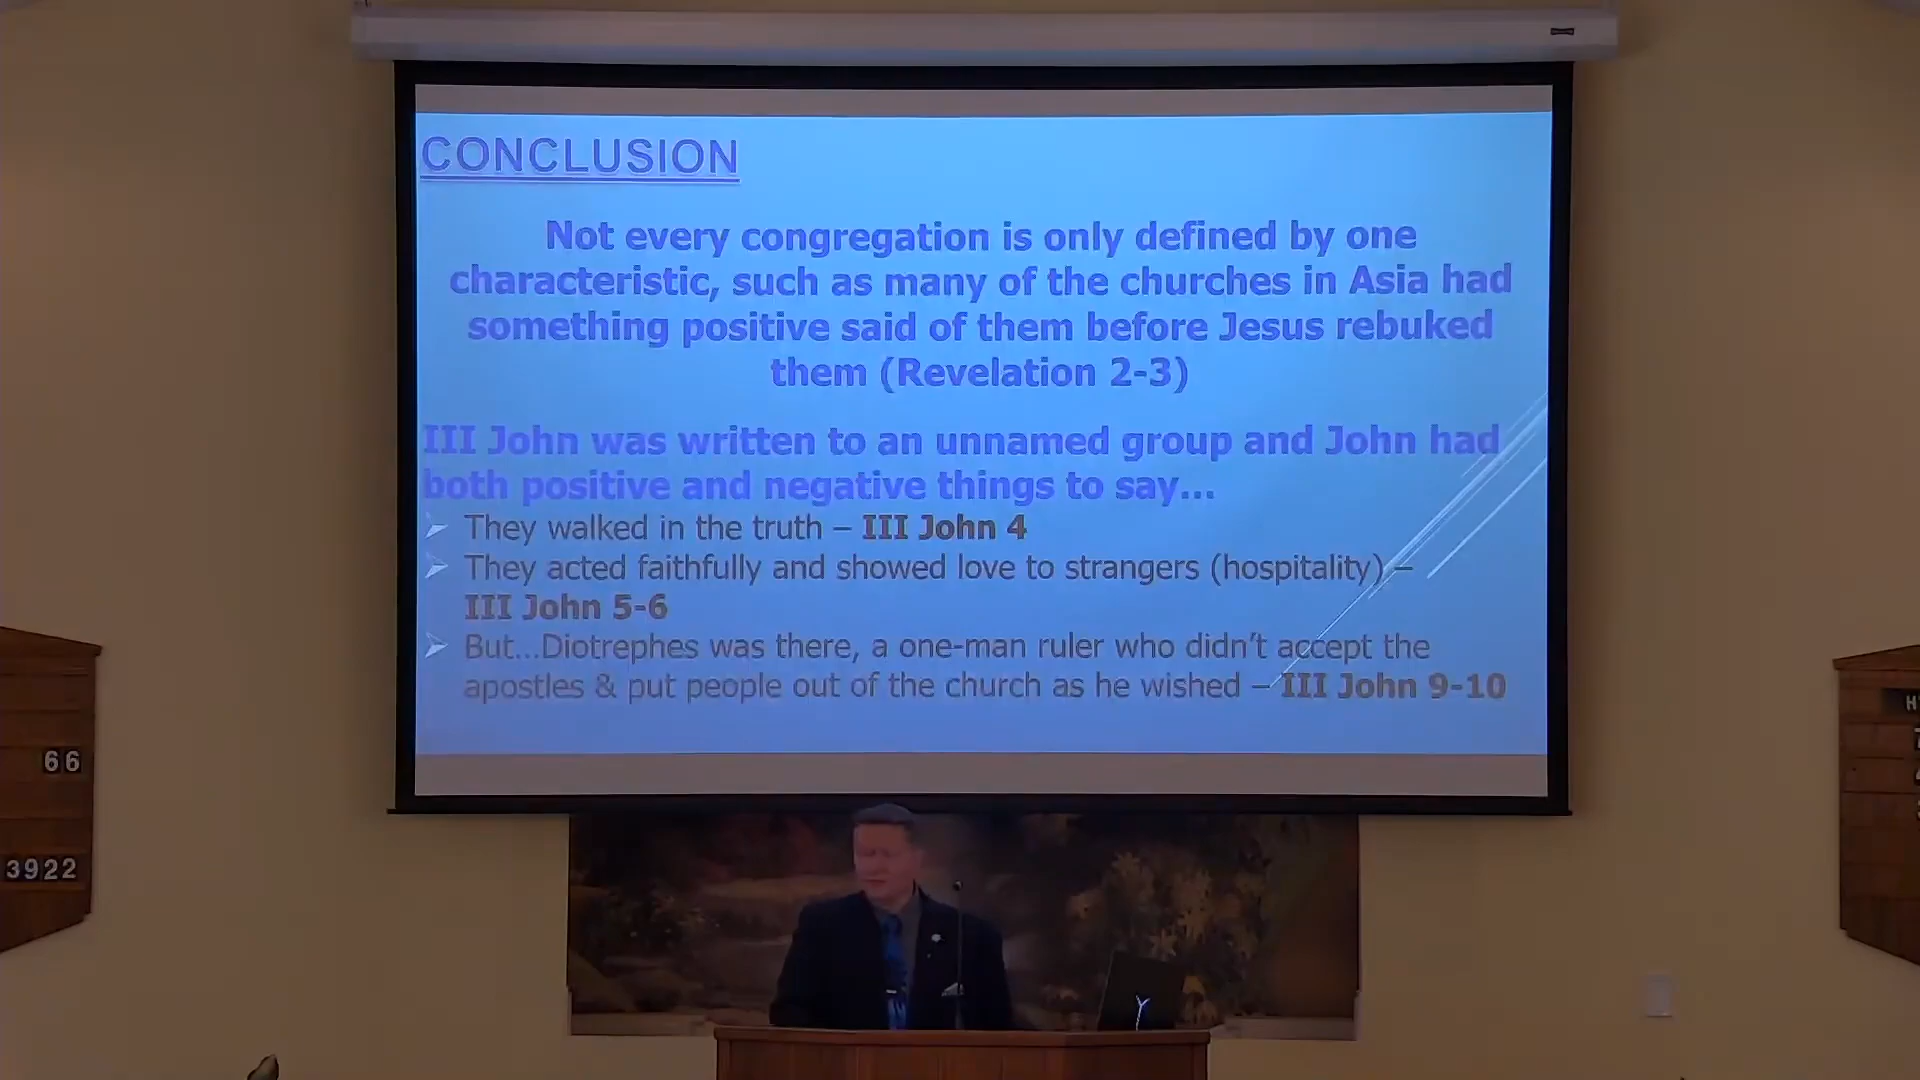 CONCLUSION
Not every congregation is only defined by one
characteristic, such as many of the churches in Asia had
something positive said of them before Jesus rebuked
them (Revelation 2-3)
III John was written to an unnamed group and John had
both positive and negative things to say...
They walked in the truth – III John 4
They acted faithfully and showed love to strangers (hospitality) –
III John 5-6
But...Diotrephes was there, a one-man ruler who didn't accept the
apostles & put people out of the church as he wished – III John 9-10
66
3922
H